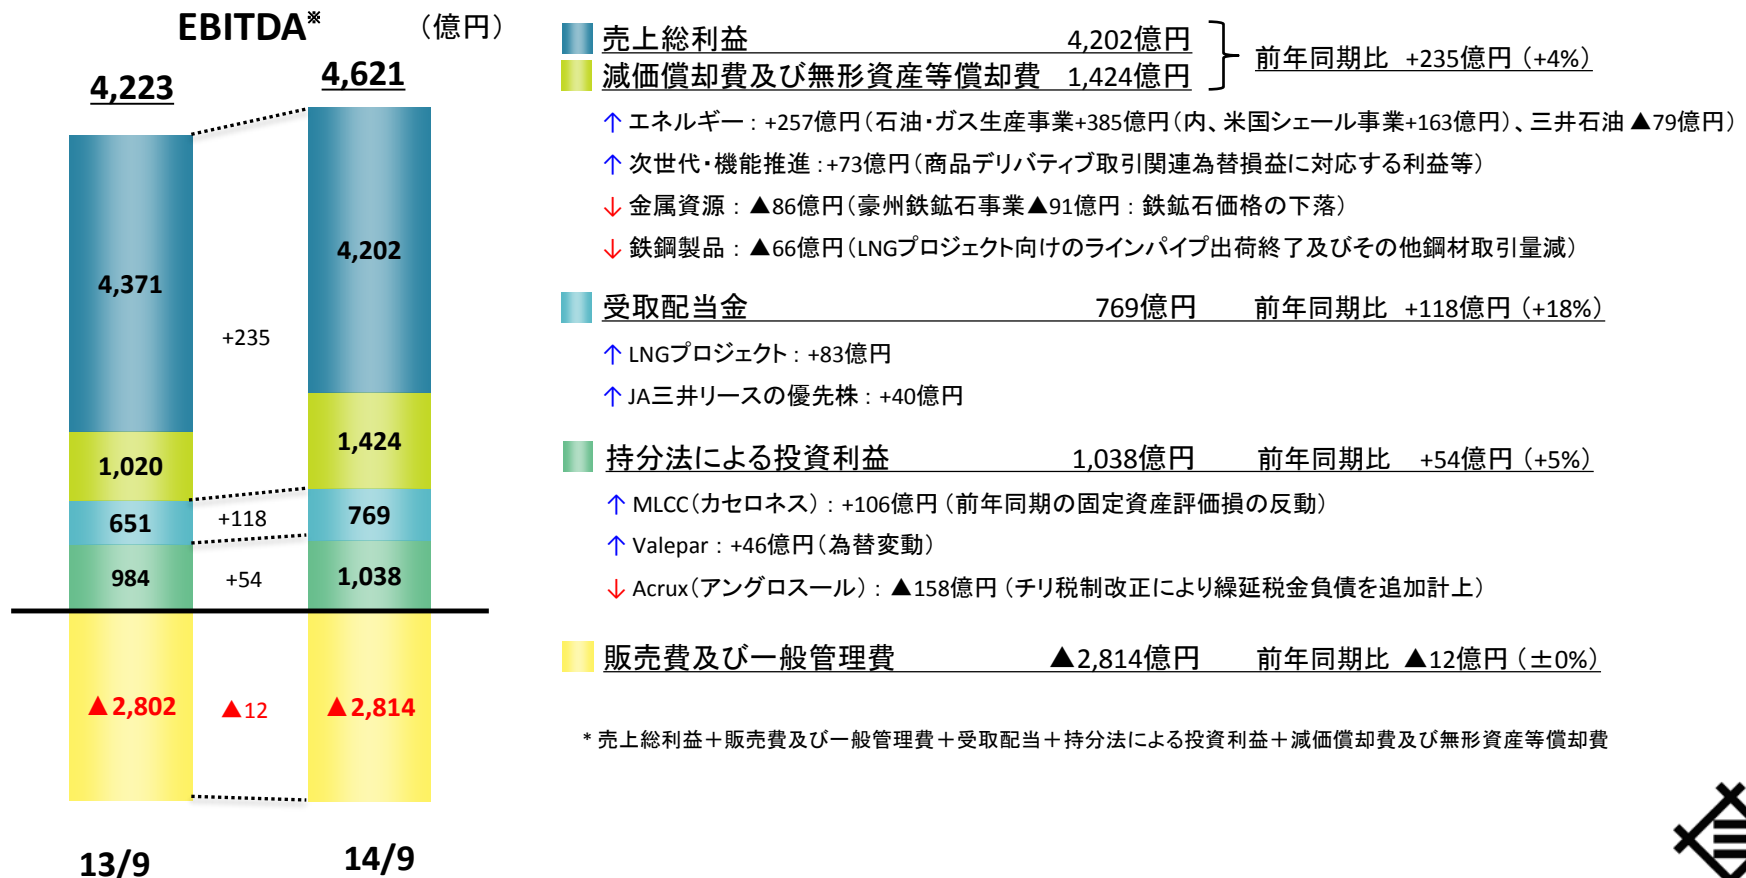 EBITDA※ (億円)
4,223
4,621
4,371
4,202
+235
1,020
1,424
651
+118
769
984
+54
1,038
▲2,802
▲12
▲2,814
13/9
14/9
売上総利益 4,202億円
減価償却費及び無形資産等償却費 1,424億円
前年同期比 +235億円 (+4%)
↑ エネルギー：+257億円(石油・ガス生産事業+385億円(内、米国シェール事業+163億円)、三井石油 ▲79億円)
↑ 次世代・機能推進：+73億円(商品デリバティブ取引関連為替損益に対応する利益等)
↓ 金属資源：▲86億円(豪州鉄鉱石事業▲91億円：鉄鉱石価格の下落)
↓ 鉄鋼製品：▲66億円(LNGプロジェクト向けのラインパイプ出荷終了及びその他鋼材取引量減)
受取配当金 769億円 前年同期比 +118億円 (+18%)
↑ LNGプロジェクト：+83億円
↑ JA三井リースの優先株：+40億円
持分法による投資利益 1,038億円 前年同期比 +54億円 (+5%)
↑ MLCC(カセロネス)：+106億円 (前年同期の固定資産評価損の反動)
↑ Valepar：+46億円(為替変動)
↓ Acrux(アングロスール)：▲158億円 (チリ税制改正により繰延税金負債を追加計上)
販売費及び一般管理費 ▲2,814億円 前年同期比 ▲12億円 (±0%)
* 売上総利益＋販売費及び一般管理費＋受取配当＋持分法による投資利益＋減価償却費及び無形資産等償却費